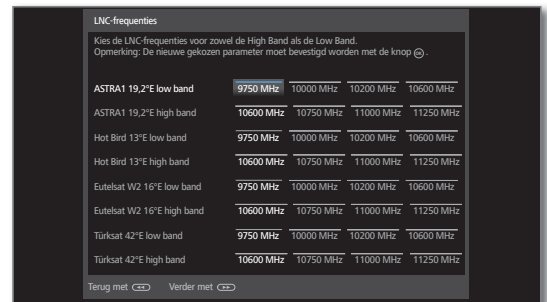 LNC-frequenties
Kies de LNC-frequenties voor zowel de High Band als de Low Band.
Opmerking: De nieuwe gekozen parameter moet bevestigd worden met de knop OK.
ASTRA1 19,2°E low band 9750 MHz 10000 MHz 10200 MHz 10600 MHz
ASTRA1 19,2°E high band 10600 MHz 10750 MHz 11000 MHz 11250 MHz
Hot Bird 13°E low band 9750 MHz 10000 MHz 10200 MHz 10600 MHz
Hot Bird 13°E high band 10600 MHz 10750 MHz 11000 MHz 11250 MHz
Eutelsat W2 16°E low band 9750 MHz 10000 MHz 10200 MHz 10600 MHz
Eutelsat W2 16°E high band 10600 MHz 10750 MHz 11000 MHz 11250 MHz
Türksat 42°E low band 9750 MHz 10000 MHz 10200 MHz 10600 MHz
Türksat 42°E high band 10600 MHz 10750 MHz 11000 MHz 11250 MHz
Terug met Verder met